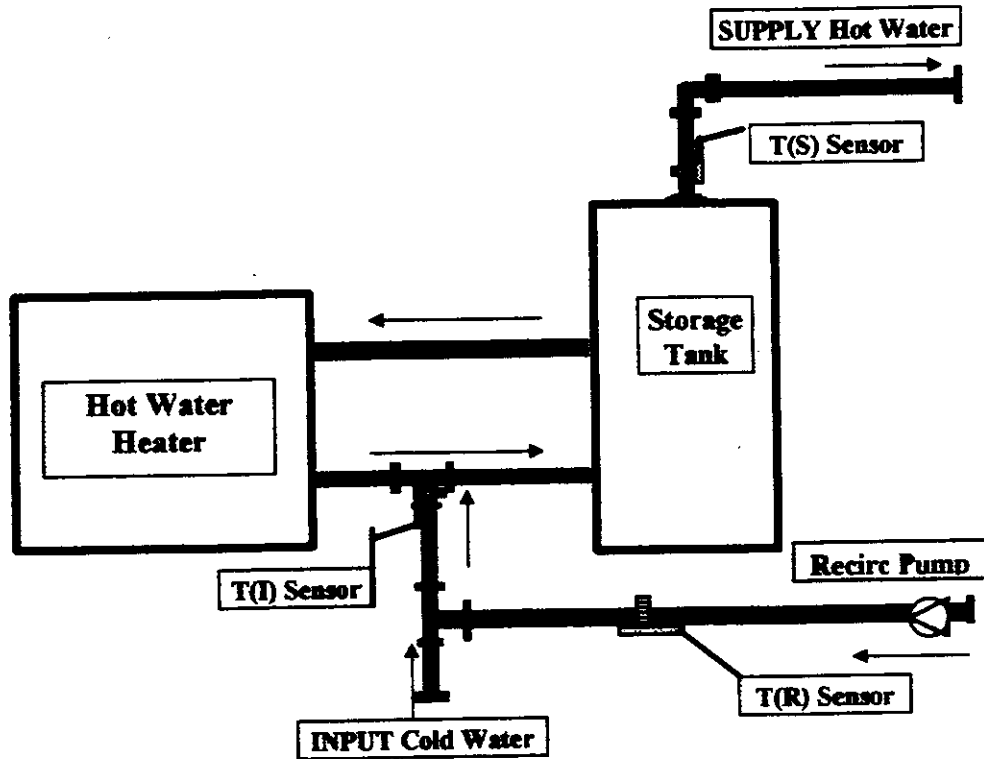 SUPPLY Hot Water
T(S) Sensor
Storage
Tank
Hot Water
Heater
T(I) Sensor
Recirc Pump
T(R) Sensor
INPUT Cold Water